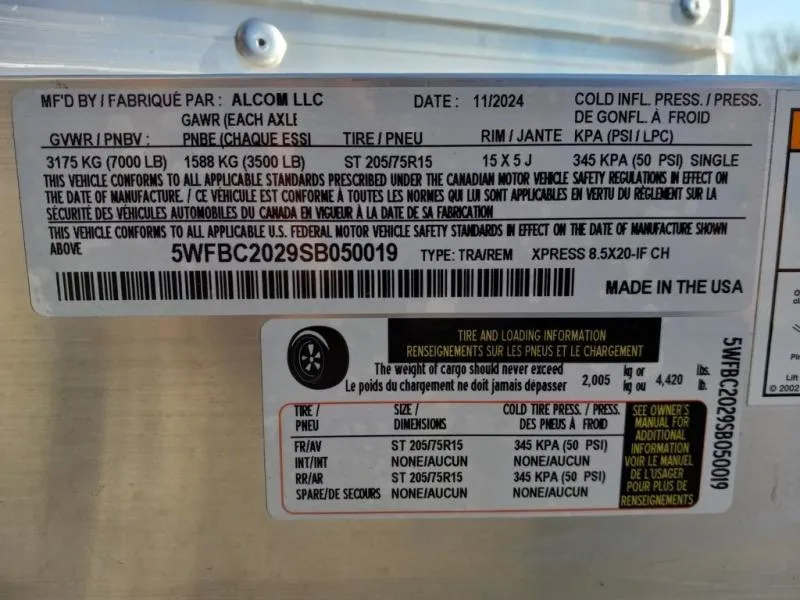 MF'D BY / FABRIQUÉ PAR : ALCOM LLC DATE : 11/2024 COLD INFL. PRESS. / PRESS.
GAWR (EACH AXLE DE GONFL. À FROID
GVWR / PNBV : PNBE (CHAQUE ESSI TIRE / PNEU RIM / JANTE KPA (PSI / LPC)
3175 KG (7000 LB) 1588 KG (3500 LB) ST 205/75R15 15 X 5 J 345 KPA (50 PSI) SINGLE
THIS VEHICLE CONFORMS TO ALL APPLICABLE STANDARDS PRESCRIBED UNDER THE CANADIAN MOTOR VEHICLE SAFETY REGULATIONS IN EFFECT ON
THE DATE OF MANUFACTURE. / CE VÉHICULE EST CONFORME À TOUTES LES NORMES QUI LUI SONT APPLICABLES EN VERTU DU RÈGLEMENT SUR LA
SÉCURITÉ DES VÉHICULES AUTOMOBILES DU CANADA EN VIGUEUR À LA DATE DE SA FABRICATION
THIS VEHICLE CONFORMS TO ALL APPLICABLE U.S. FEDERAL MOTOR VEHICLE SAFETY STANDARDS IN EFFECT ON THE DATE OF MANUFACTURE SHOWN
ABOVE 5WFBC2029SB050019 TYPE: TRA/REM XPRESS 8.5X20-IF CH
MADE IN THE USA
TIRE AND LOADING INFORMATION
RENSEIGNEMENTS SUR LES PNEUS ET LE CHARGEMENT
The weight of cargo should never exceed kg or lbs.
Le poids du chargement ne doit jamais dépasser 2,005 kg ou 4,420 lb.
TIRE / SIZE / COLD TIRE PRESS. / PRESS.
PNEU DIMENSIONS DES PNEUS À FROID
FR/AV ST 205/75R15 345 KPA (50 PSI)
INT/INT NONE/AUCUN NONE/AUCUN
RR/AR ST 205/75R15 345 KPA (50 PSI)
SPARE/DE SECOURS NONE/AUCUN NONE/AUCUN
SEE OWNER'S
MANUAL FOR
ADDITIONAL
INFORMATION
VOIR LE MANUEL
DE L'USAGER
POUR PLUS DE
RENSEIGNEMENTS
5WFBC2029SB050019
Lift
© 2002